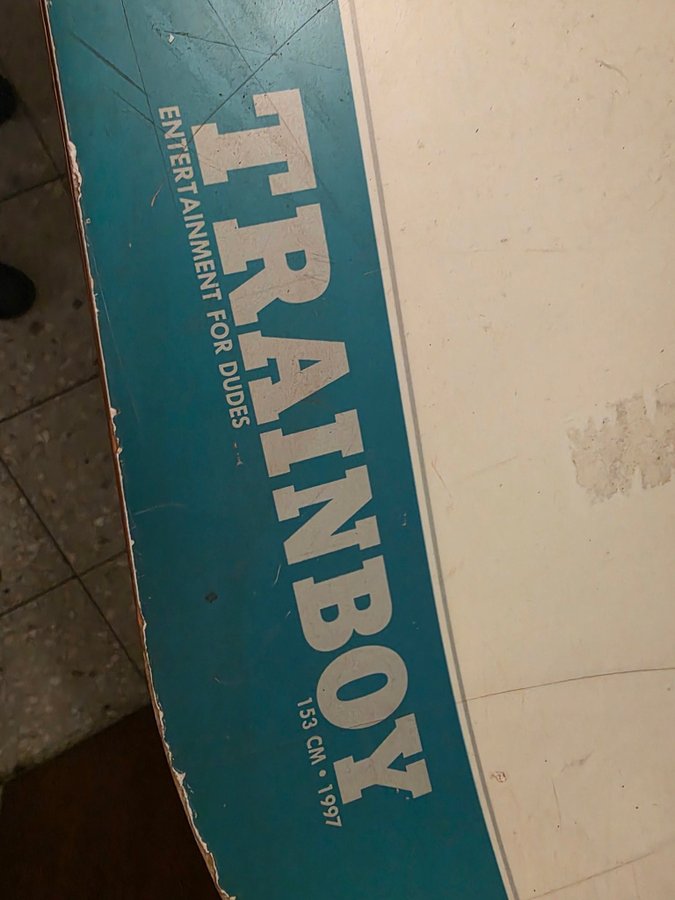 TRAINBOY
ENTERTAINMENT FOR DUDES
153 CM • 1997